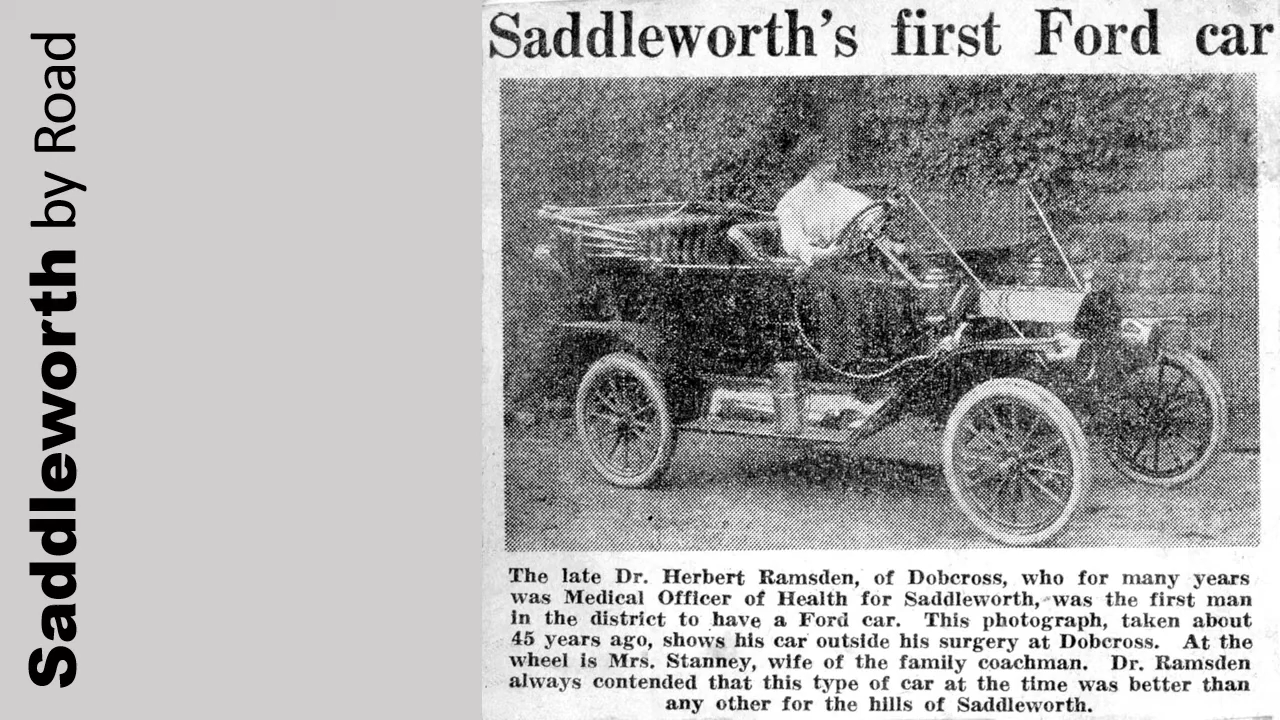 Saddleworth by Road
Saddleworth's first Ford car
The late Dr. Herbert Ramsden, of Dobcross, who for many years
was Medical Officer of Health for Saddleworth, was the first man
in the district to have a Ford car. This photograph, taken about
45 years ago, shows his car outside his surgery at Dobcross. At the
wheel is Mrs. Stanney, wife of the family coachman. Dr. Ramsden
always contended that this type of car at the time was better than
any other for the hills of Saddleworth.